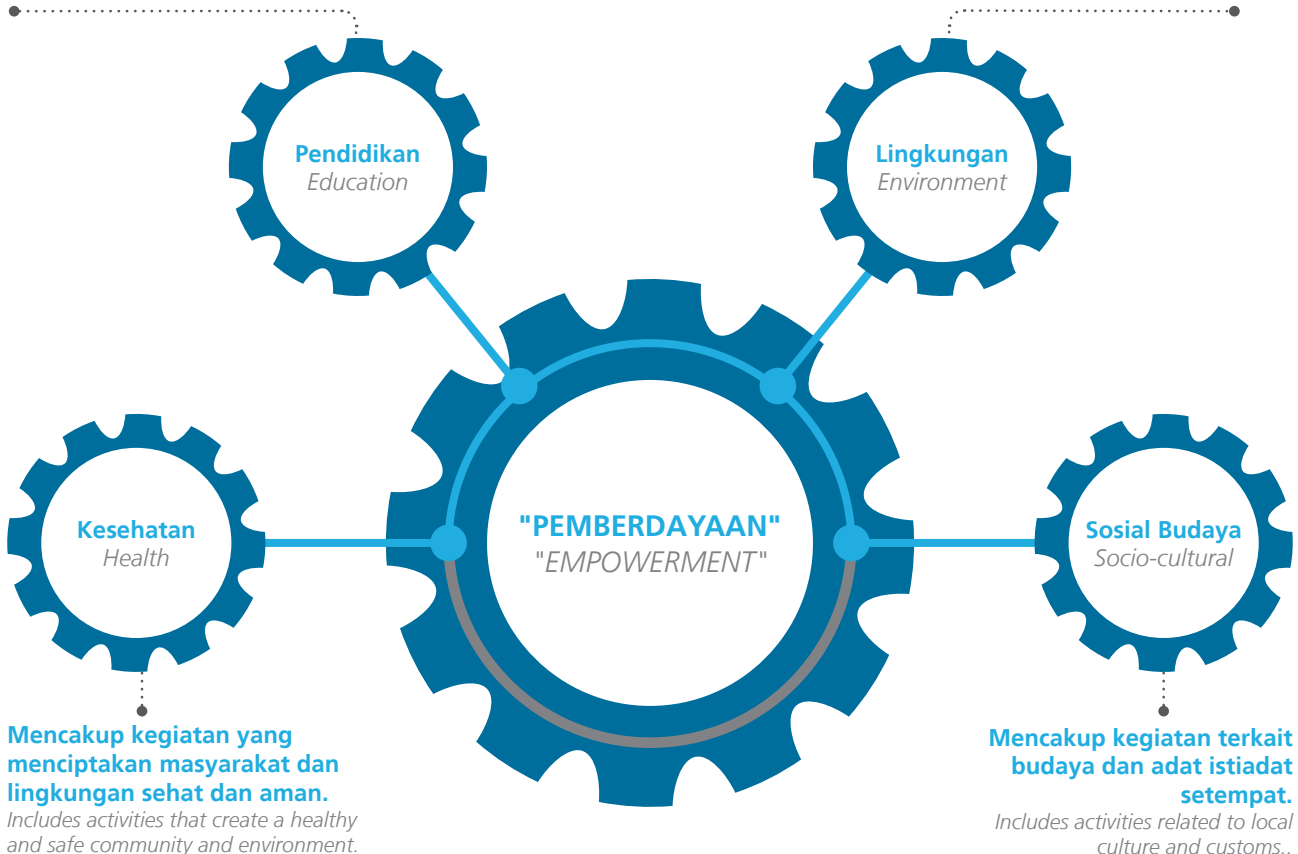 Pendidikan
Education
Lingkungan
Environment
"PEMBERDAYAAN"
"EMPOWERMENT"
Kesehatan
Health
Sosial Budaya
Socio-cultural
Mencakup kegiatan yang
menciptakan masyarakat dan
lingkungan sehat dan aman.
Includes activities that create a healthy
and safe community and environment.
Mencakup kegiatan terkait
budaya dan adat istiadat
setempat.
Includes activities related to local
culture and customs..